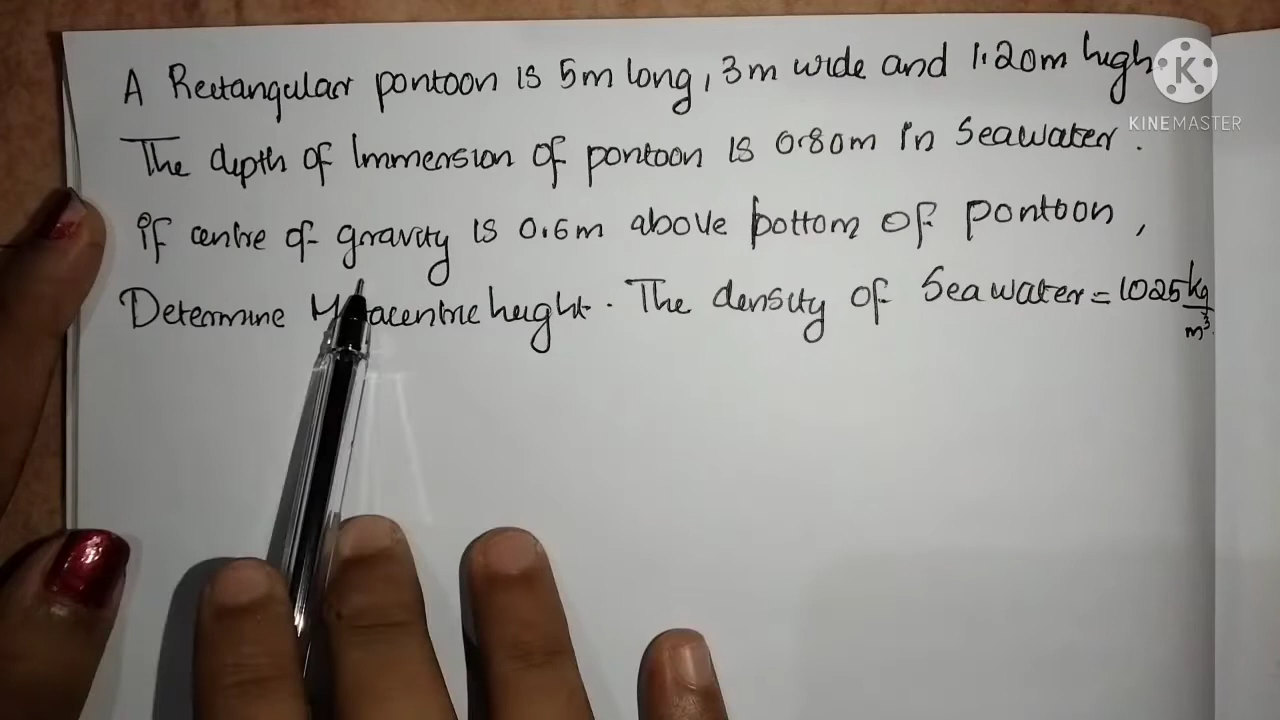 A Rectangular pontoon is 5m long, 3m wide and 1.20m high.
The depth of Immersion of pontoon is 0.80m in seawater.
if centre of gravity is 0.6m above bottom of pontoon,
Determine height. The density of Seawater = 1025 kg/m³.
K
KINEMASTER